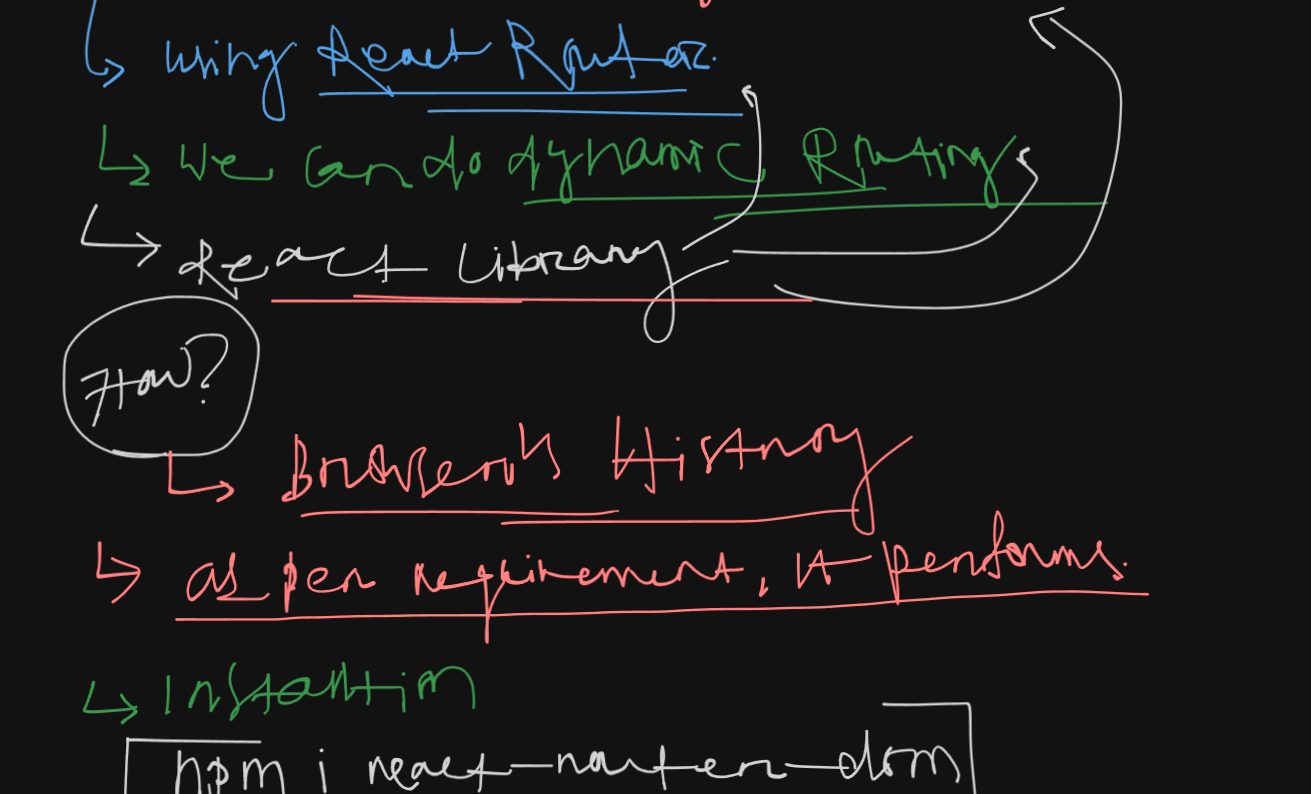 using React Router.
We can do dynamic Routing
React Library
How?
Browser's History
as per requirement, it performs.
Installation
npm i react-router-dom